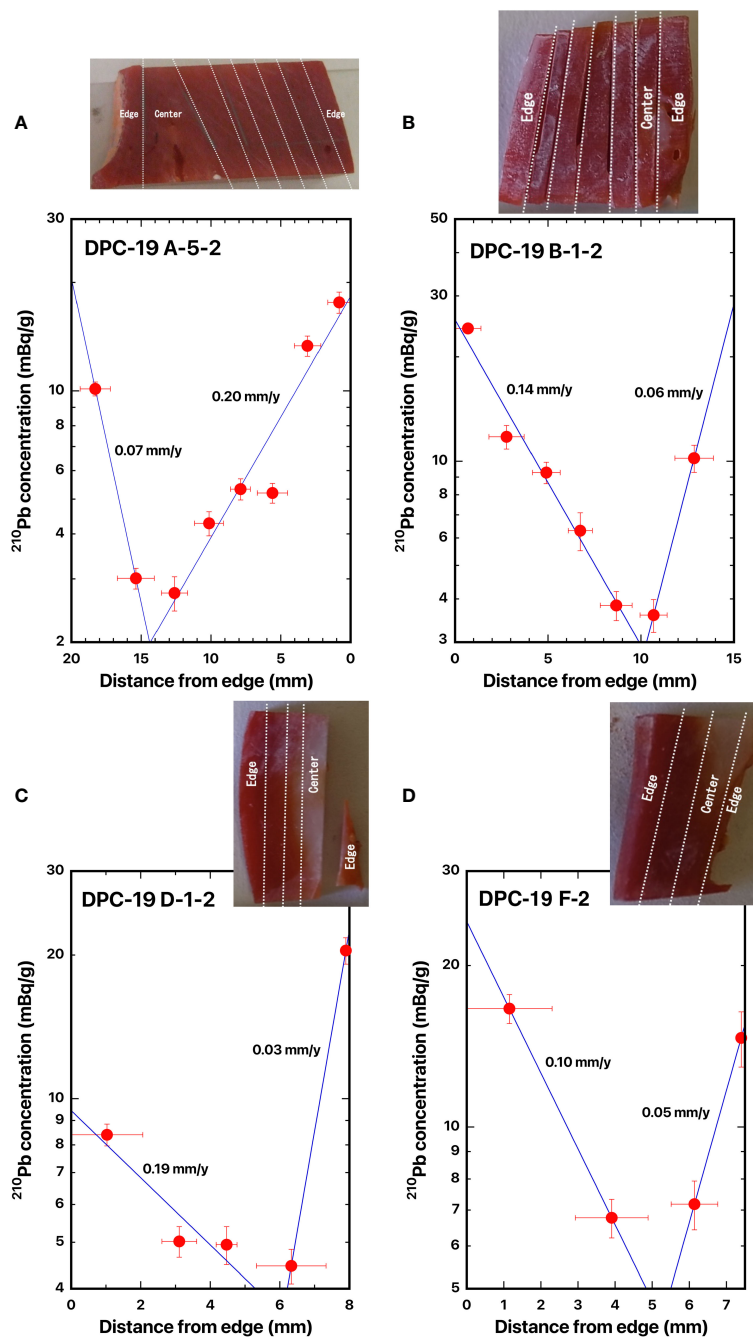 A
Edge
Center
Edge
B
Edge
Center
Edge
30
10
8
6
4
2
20
15
10
5
0
DPC-19 A-5-2
0.20 mm/y
0.07 mm/y
²¹⁰Pb concentration (mBq/g)
Distance from edge (mm)
50
30
10
8
6
4
3
0
5
10
15
DPC-19 B-1-2
0.14 mm/y
0.06 mm/y
²¹⁰Pb concentration (mBq/g)
Distance from edge (mm)
C
Edge
Center
Edge
D
Edge
Center
Edge
30
20
10
9
8
7
6
5
4
0
2
4
6
8
DPC-19 D-1-2
0.03 mm/y
0.19 mm/y
²¹⁰Pb concentration (mBq/g)
Distance from edge (mm)
30
20
10
9
8
7
6
5
0
1
2
3
4
5
6
7
DPC-19 F-2
0.10 mm/y
0.05 mm/y
²¹⁰Pb concentration (mBq/g)
Distance from edge (mm)